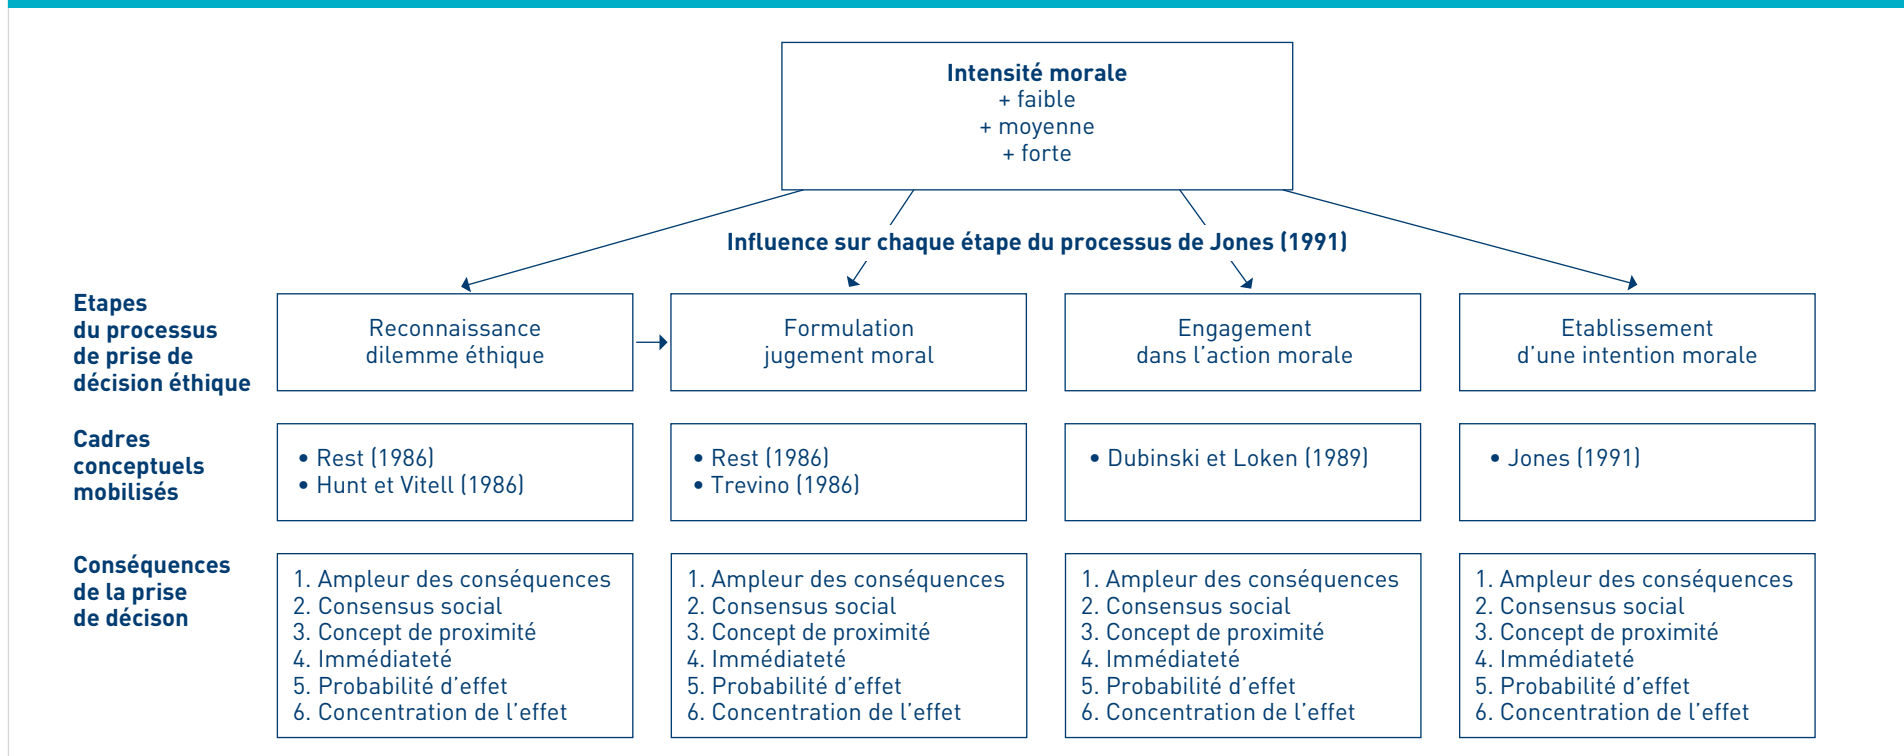 Intensité morale
+ faible
+ moyenne
+ forte
Influence sur chaque étape du processus de Jones (1991)
Etapes
du processus
de prise de
décision éthique
Reconnaissance
dilemme éthique
Formulation
jugement moral
Engagement
dans l'action morale
Etablissement
d'une intention morale
Cadres
conceptuels
mobilisés
• Rest (1986)
• Hunt et Vitell (1986)
• Rest (1986)
• Trevino (1986)
• Dubinski et Loken (1989)
• Jones (1991)
Conséquences
de la prise
de décison
1. Ampleur des conséquences
2. Consensus social
3. Concept de proximité
4. Immédiateté
5. Probabilité d'effet
6. Concentration de l'effet
1. Ampleur des conséquences
2. Consensus social
3. Concept de proximité
4. Immédiateté
5. Probabilité d'effet
6. Concentration de l'effet
1. Ampleur des conséquences
2. Consensus social
3. Concept de proximité
4. Immédiateté
5. Probabilité d'effet
6. Concentration de l'effet
1. Ampleur des conséquences
2. Consensus social
3. Concept de proximité
4. Immédiateté
5. Probabilité d'effet
6. Concentration de l'effet